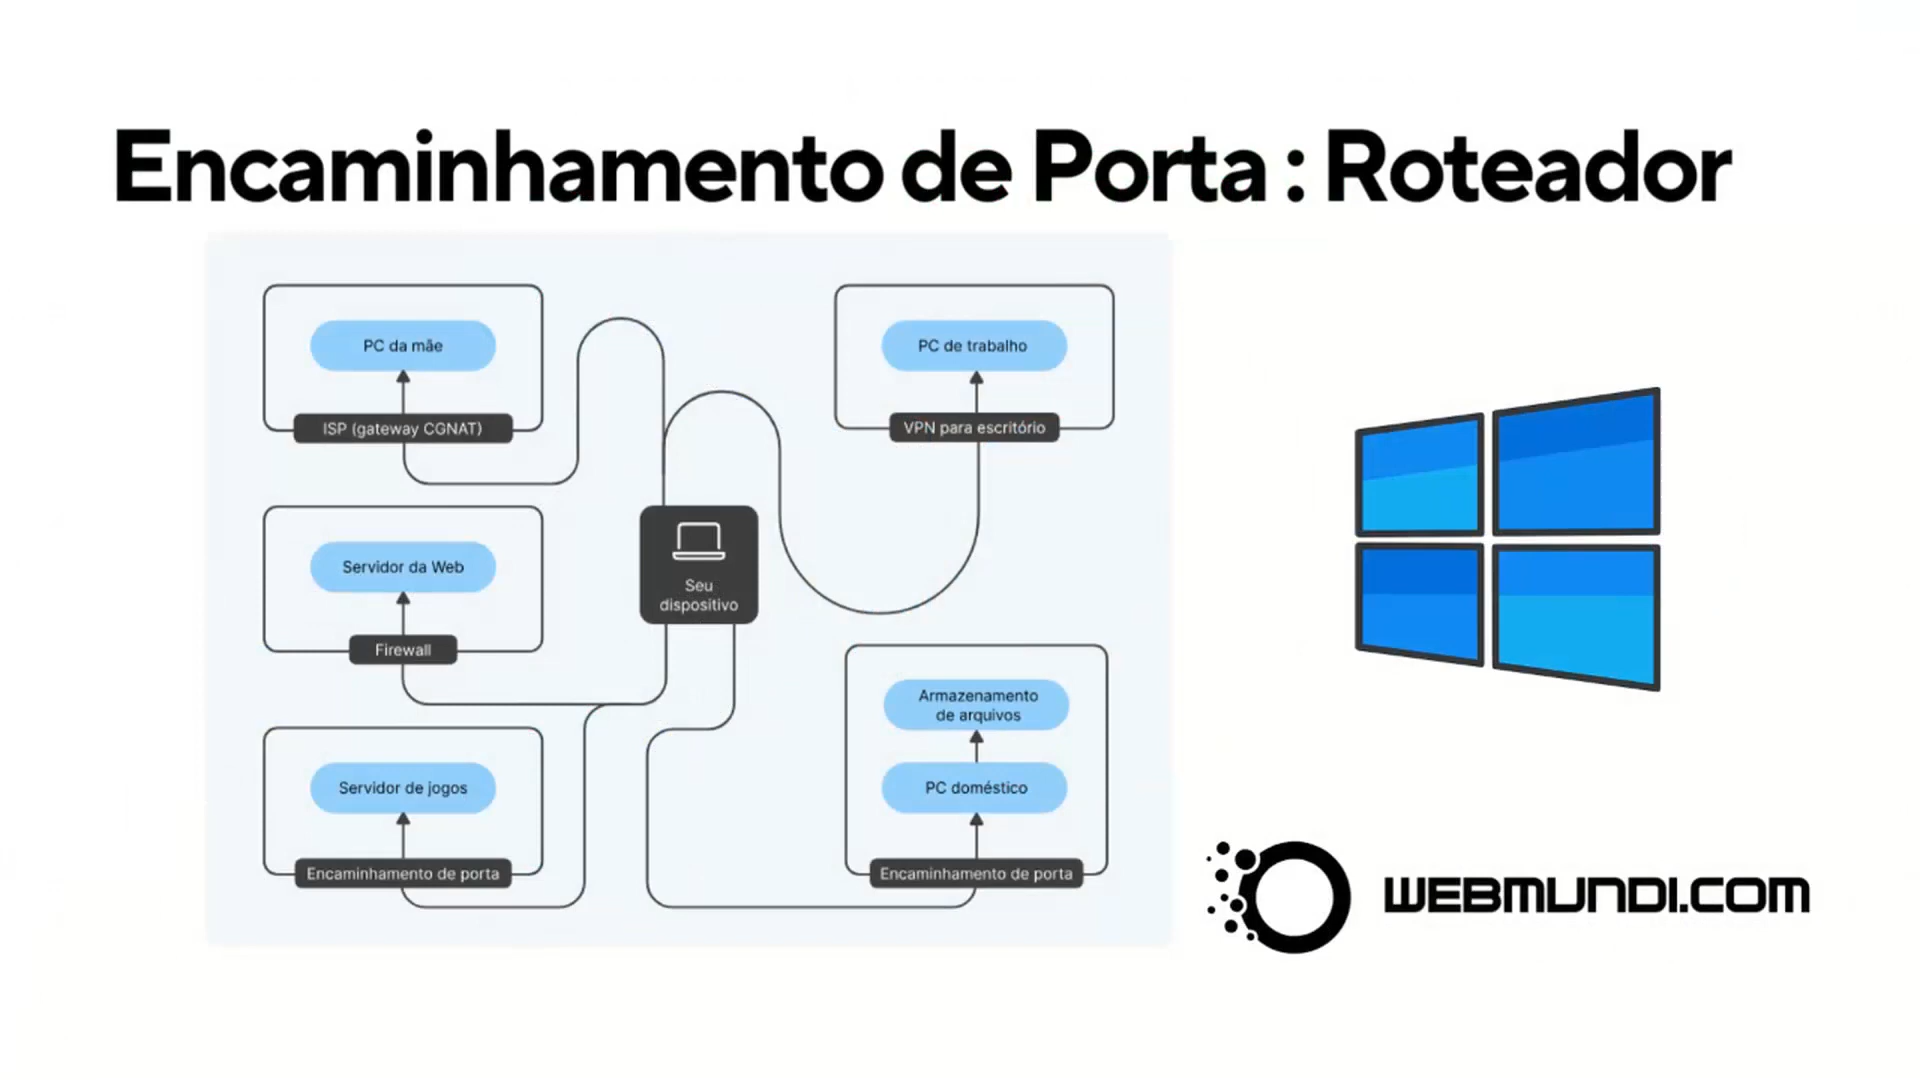 Encaminhamento de Porta : Roteador
PC da mãe
ISP (gateway CGNAT)
PC de trabalho
VPN para escritório
Servidor da Web
Firewall
Seu
dispositivo
Servidor de jogos
Encaminhamento de porta
Armazenamento
de arquivos
PC doméstico
Encaminhamento de porta
WEBMUNDI.COM